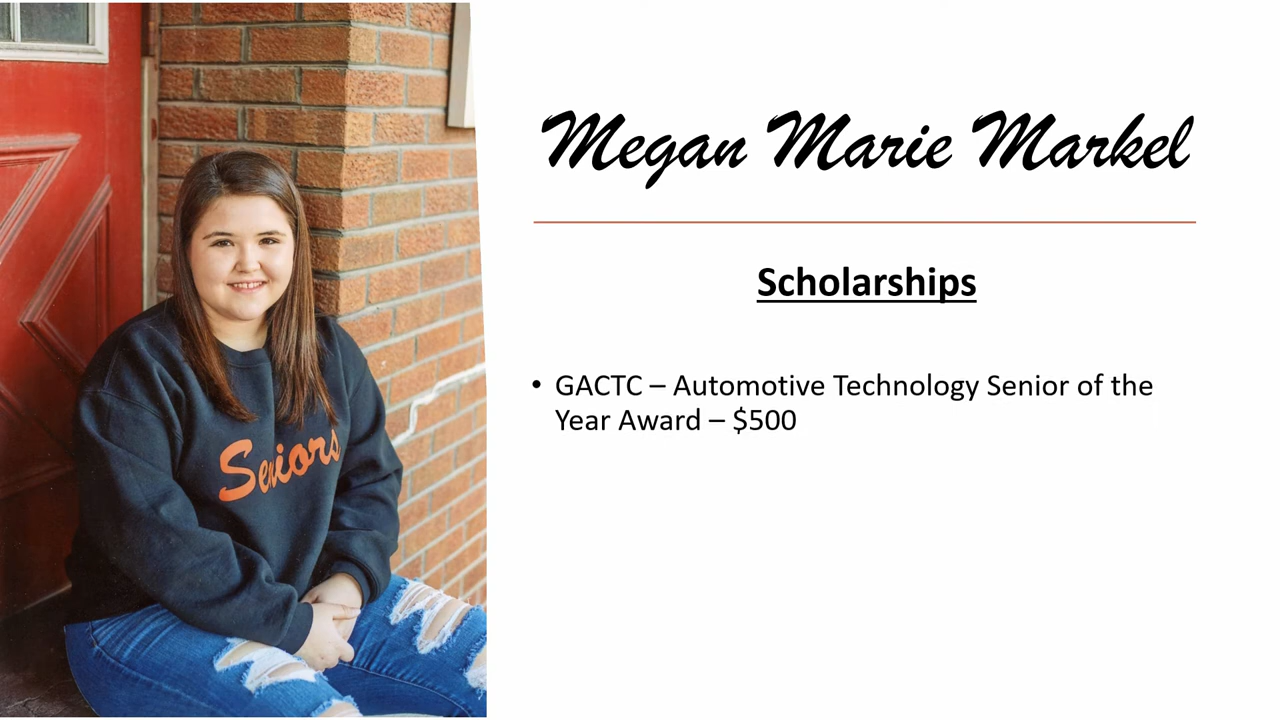 Megan Marie Markel
Scholarships
• GACTC – Automotive Technology Senior of the
Year Award – $500
Seniors